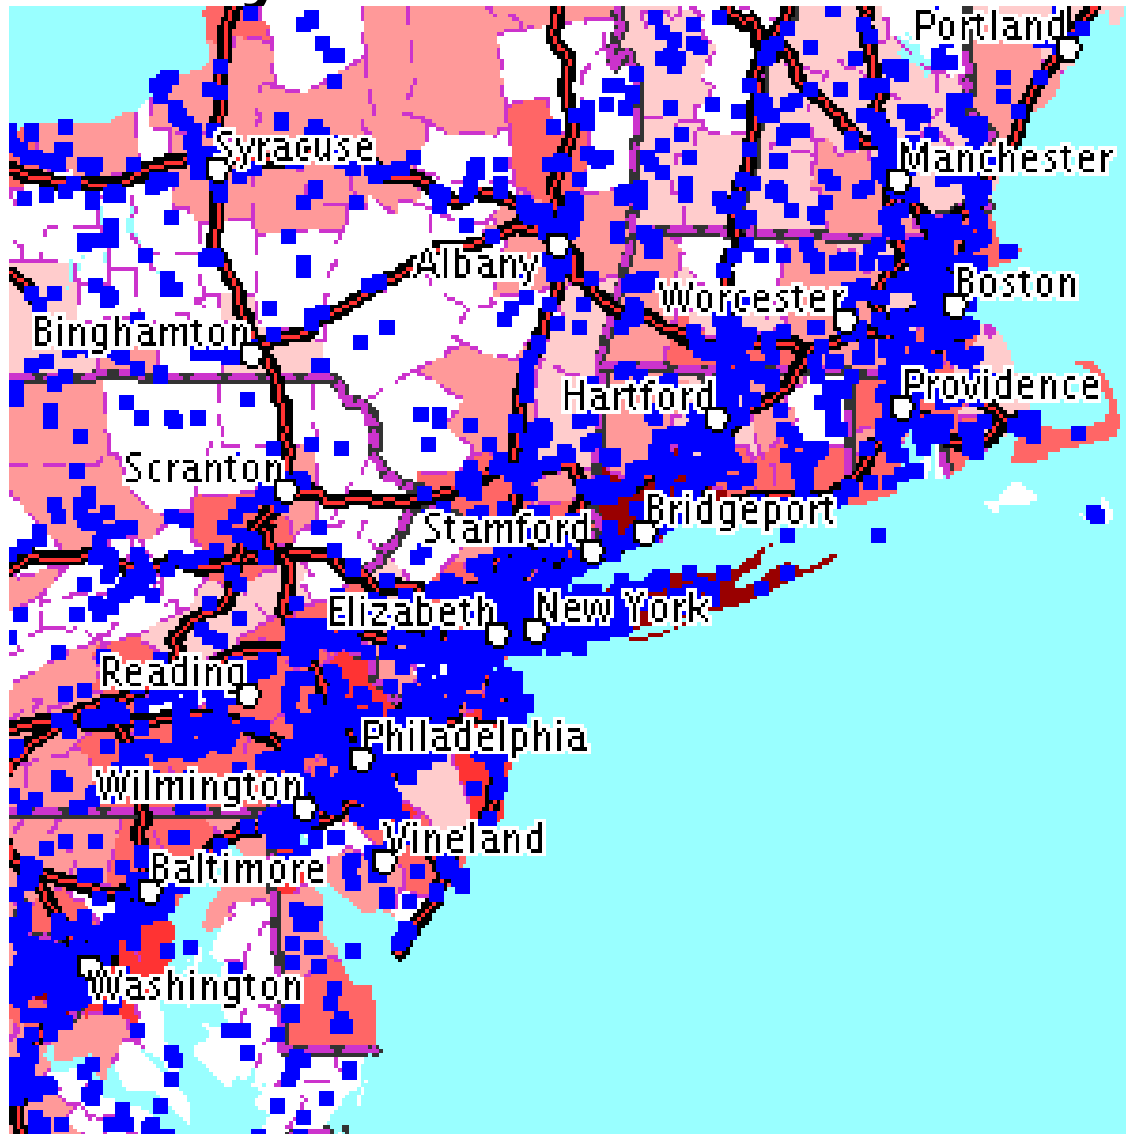 Portland
Syracuse
Manchester
Albany
Boston
Worcester
Binghamton
Hartford
Providence
Scranton
Bridgeport
Stamford
Elizabeth
New York
Reading
Philadelphia
Wilmington
Vineland
Baltimore
Washington